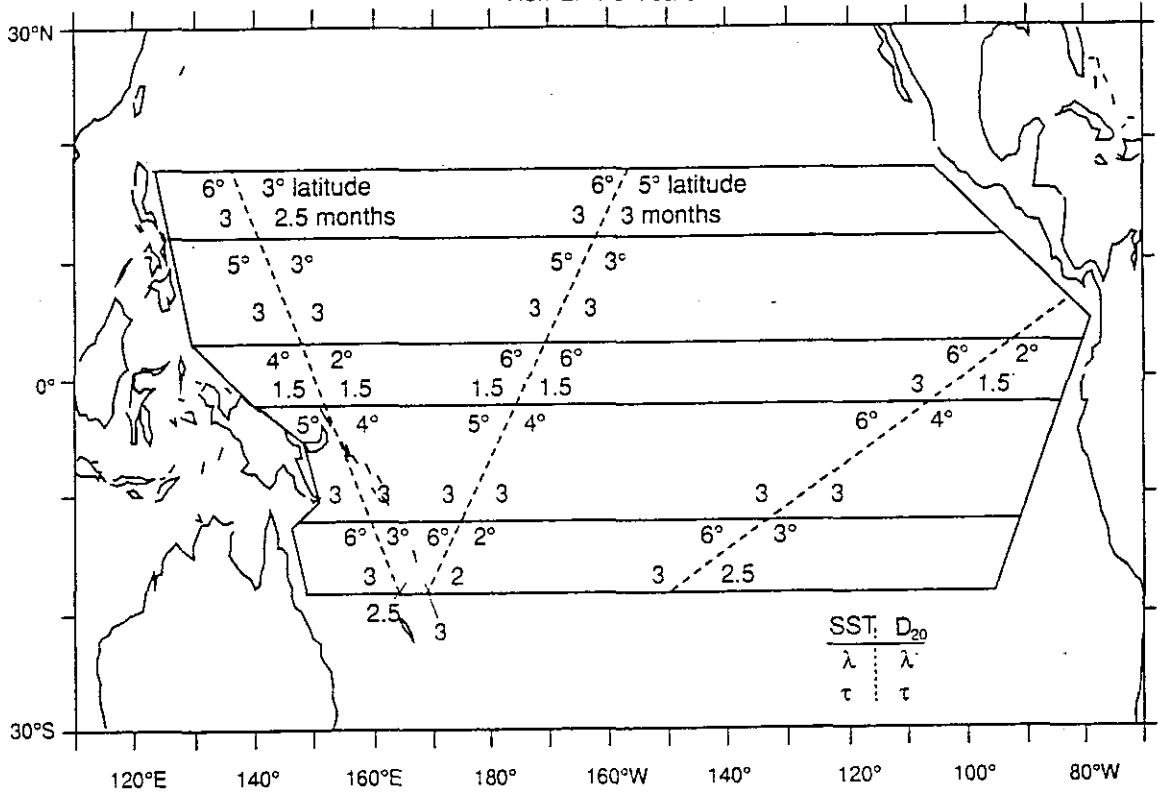 30°N
6° 3° latitude 6° 5° latitude
3 2.5 months 3 3 months
5° 3° 5° 3°
3 3 3 3
4° 2° 6° 6° 6° 2°
1.5 1.5 1.5 1.5 3 1.5
0°
5° 4° 5° 4° 6° 4°
3 3 3 3 3 3
6° 3° 6° 2° 6° 3°
3 2 3 2.5
2.5
3
SST D20
λ λ
τ τ
30°S
120°E 140° 160°E 180° 160°W 140° 120° 100° 80°W